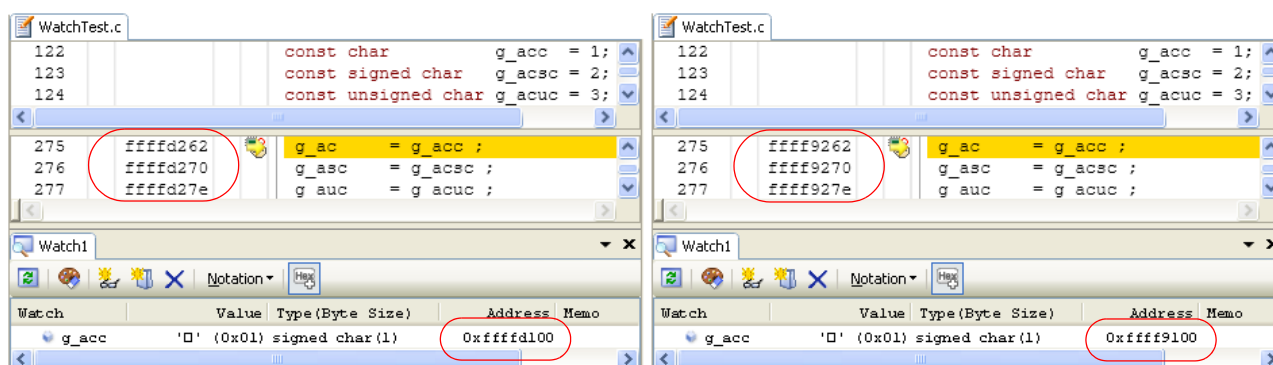 WatchTest.c
122 const char g_acc = 1;
123 const signed char g_acsc = 2;
124 const unsigned char g_acuc = 3;
275 ffffd262 g_ac = g_acc ;
276 ffffd270 g_asc = g_acsc ;
277 ffffd27e g_auc = g_acuc ;
Watch1
Notation Hex
Watch Value Type(Byte Size) Address Memo
g_acc '□' (0x01) signed char(1) 0xffffd100
WatchTest.c
122 const char g_acc = 1;
123 const signed char g_acsc = 2;
124 const unsigned char g_acuc = 3;
275 ffff9262 g_ac = g_acc ;
276 ffff9270 g_asc = g_acsc ;
277 ffff927e g_auc = g_acuc ;
Watch1
Notation Hex
Watch Value Type(Byte Size) Address Memo
g_acc '□' (0x01) signed char(1) 0xffff9100